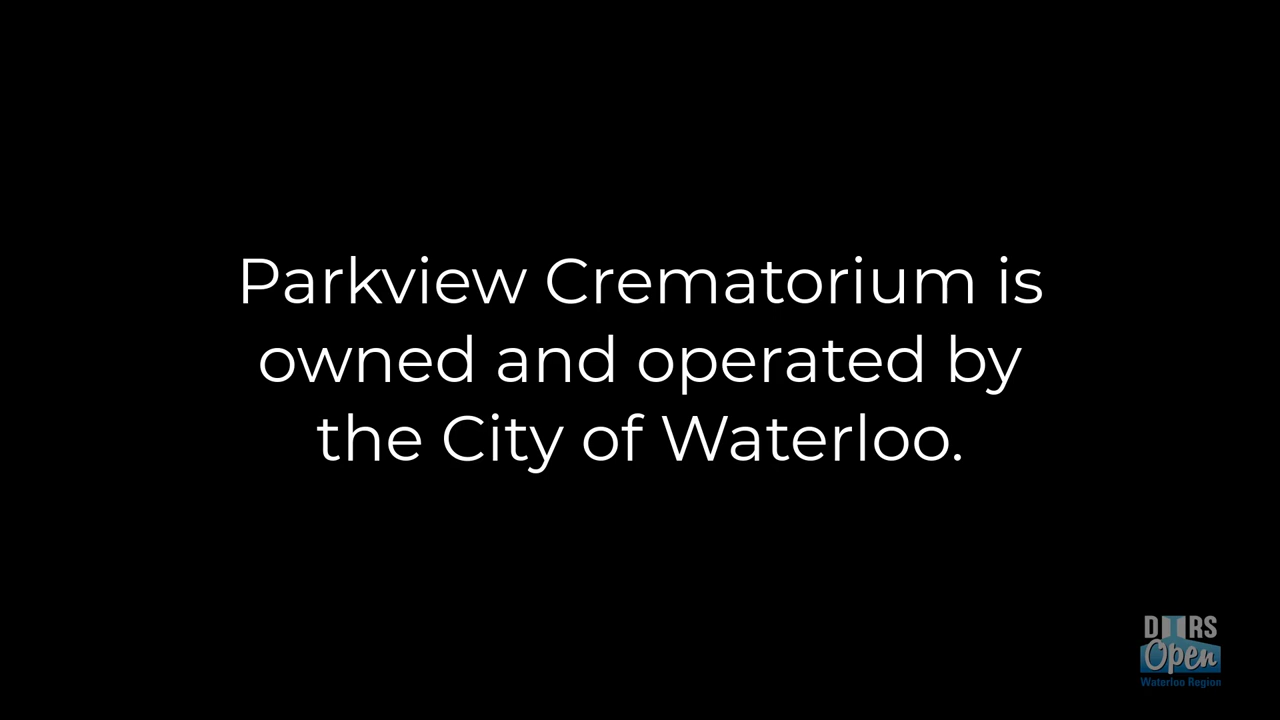 Parkview Crematorium is
owned and operated by
the City of Waterloo.
DOORS
Open
Waterloo Region